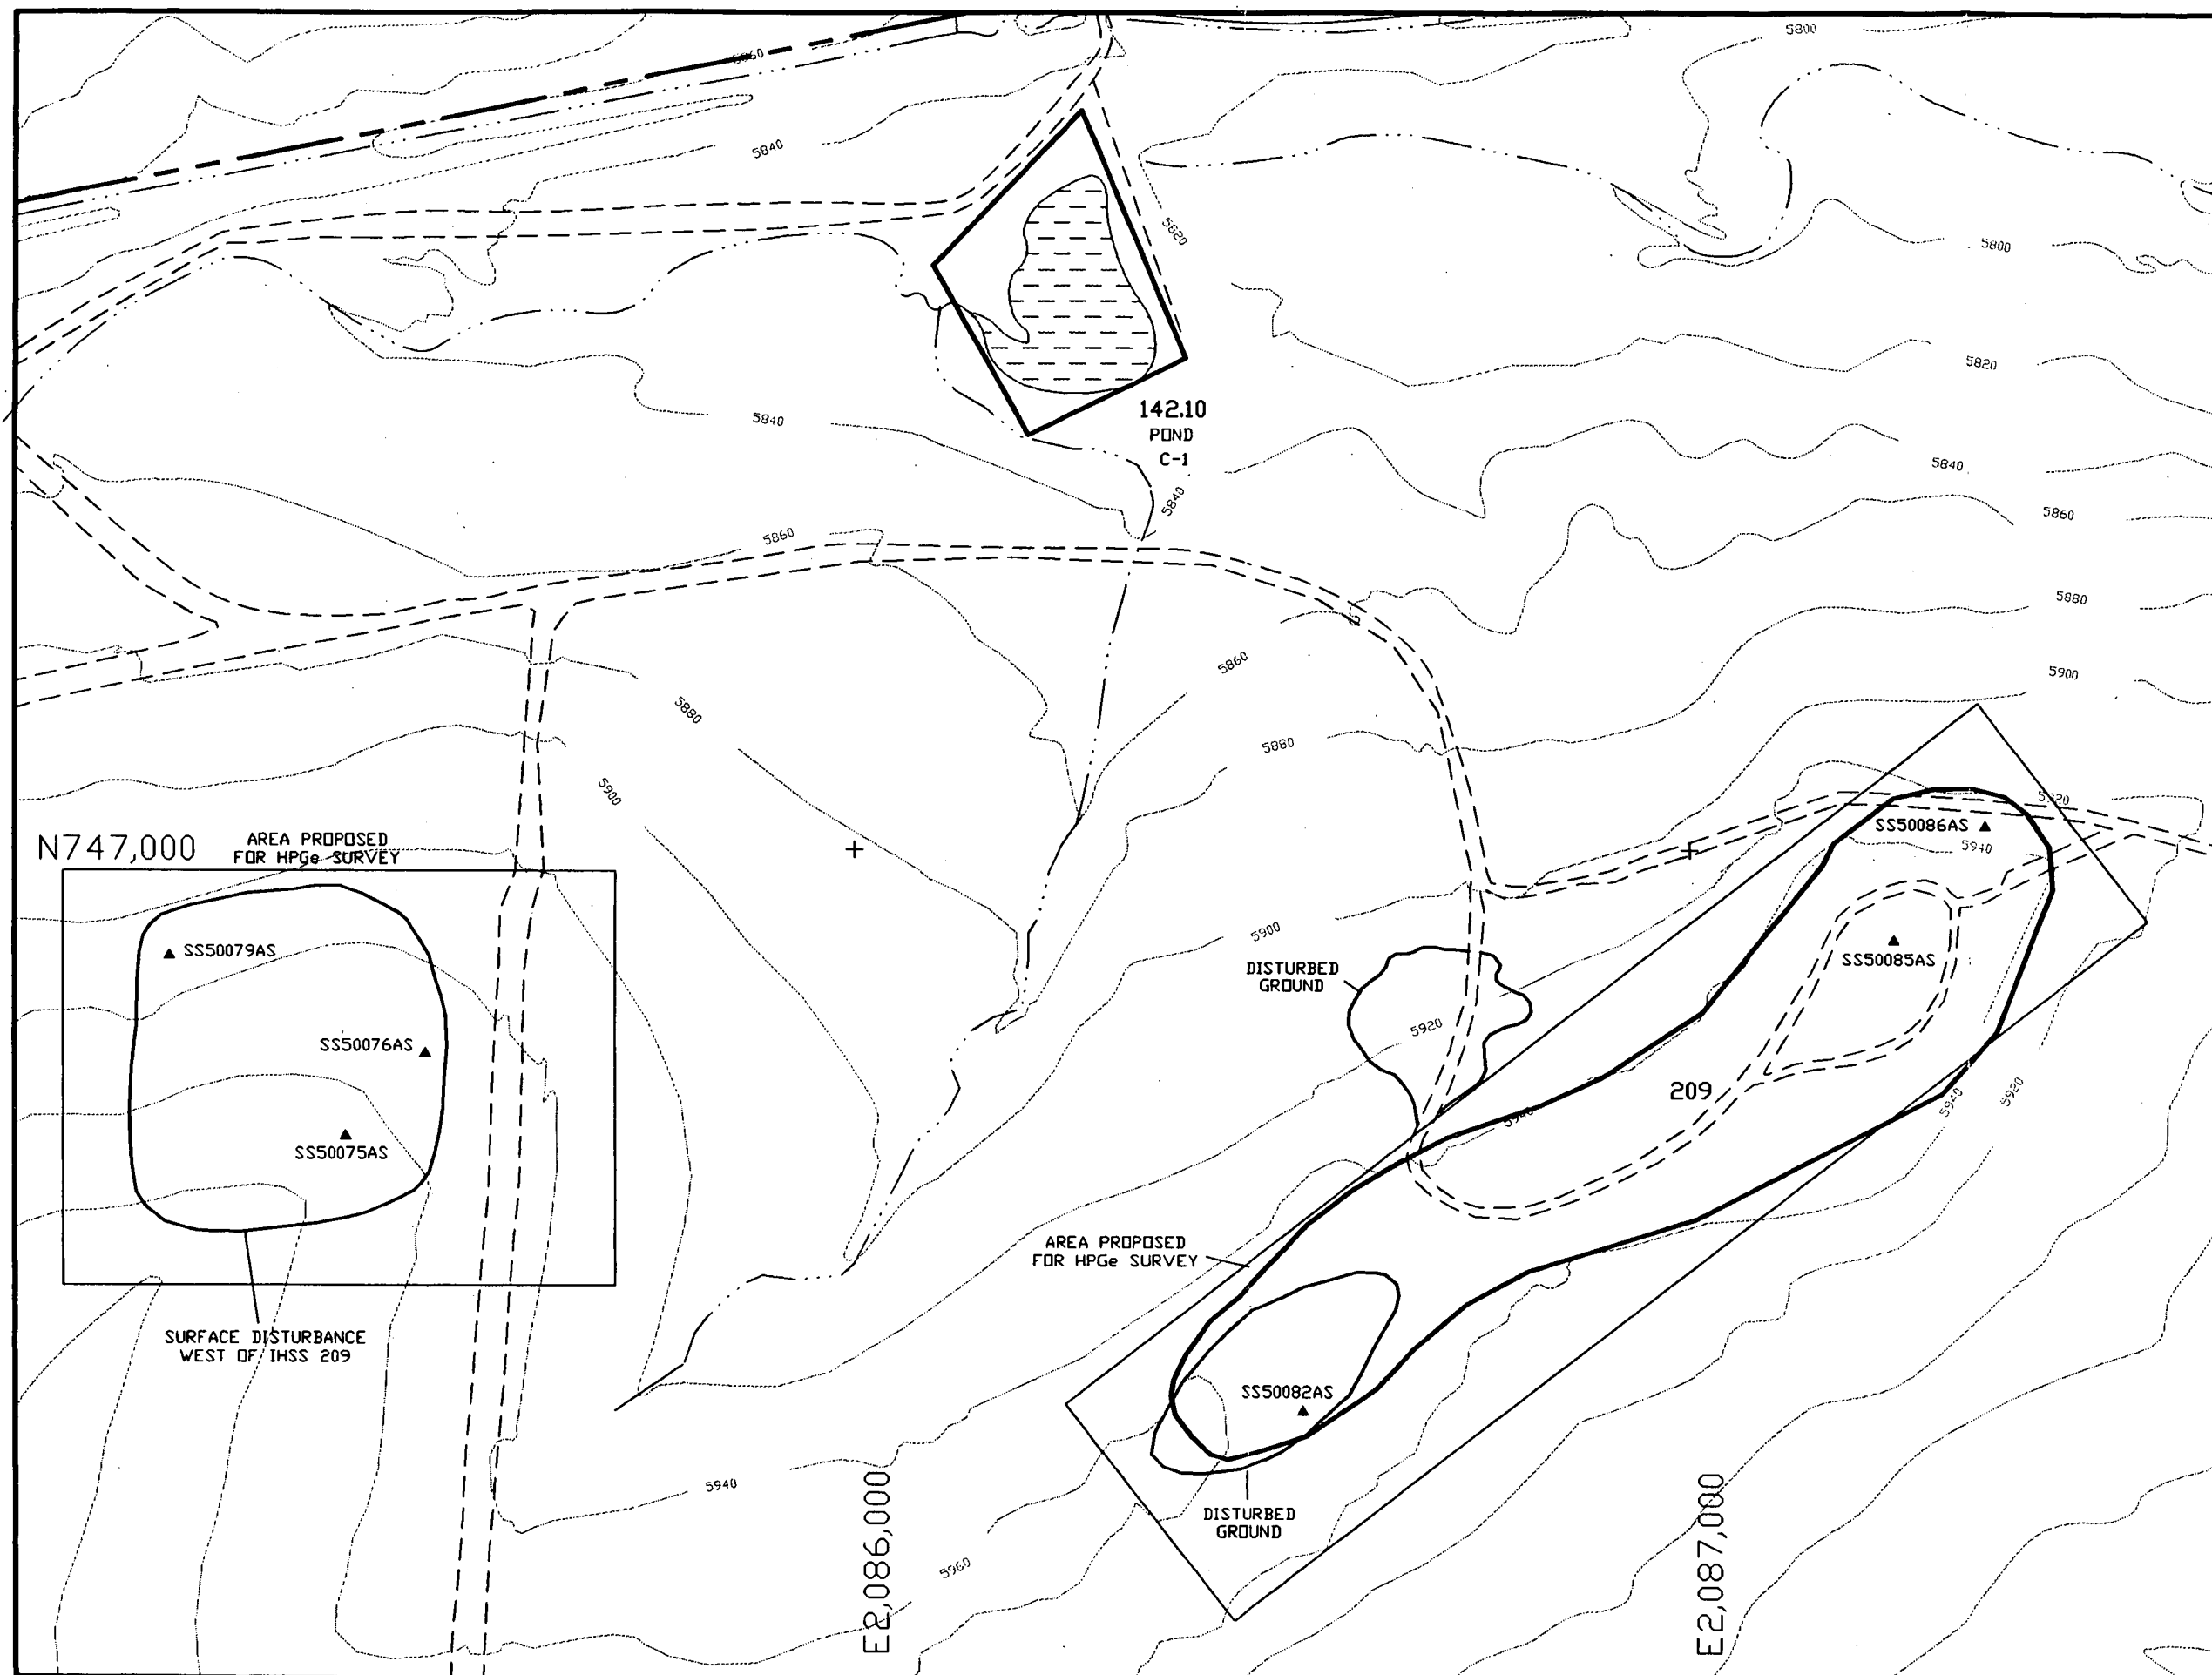 5800
5860
5840
5820
5800
5820
142.10
POND
C-1
5840
5840
5840
5860
5860
5880
5860
5900
5880
5880
5900
5920
N747,000
AREA PROPOSED
FOR HPGe SURVEY
SS50086AS
5940
SS50079AS
5900
DISTURBED
GROUND
SS50085AS
5920
SS50076AS
209
5940
5940
5920
SS50075AS
AREA PROPOSED
FOR HPGe SURVEY
SURFACE DISTURBANCE
WEST OF IHSS 209
SS50082AS
5940
DISTURBED
GROUND
5960
E2,086,000
E2,087,000